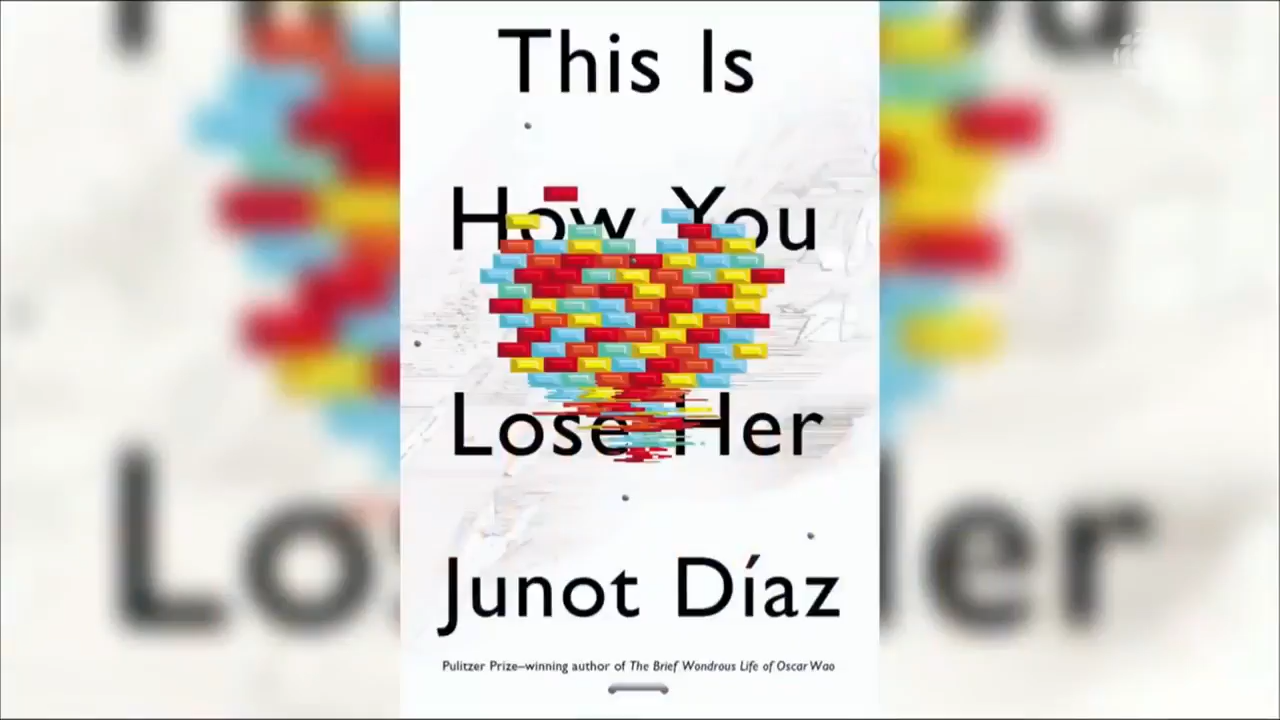 This Is
How You
Lose Her
Junot Díaz
Pulitzer Prize–winning author of The Brief Wondrous Life of Oscar Wao